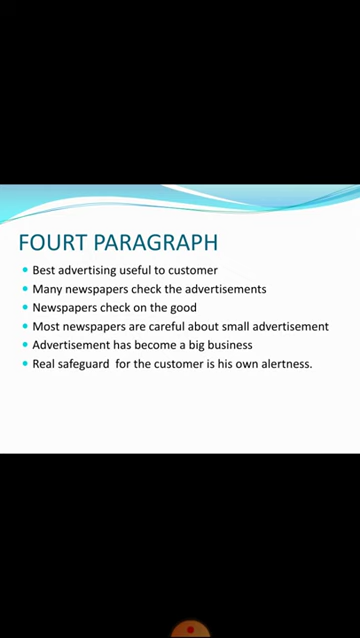 FOURT PARAGRAPH
Best advertising useful to customer
Many newspapers check the advertisements
Newspapers check on the good
Most newspapers are careful about small advertisement
Advertisement has become a big business
Real safeguard  for the customer is his own alertness.